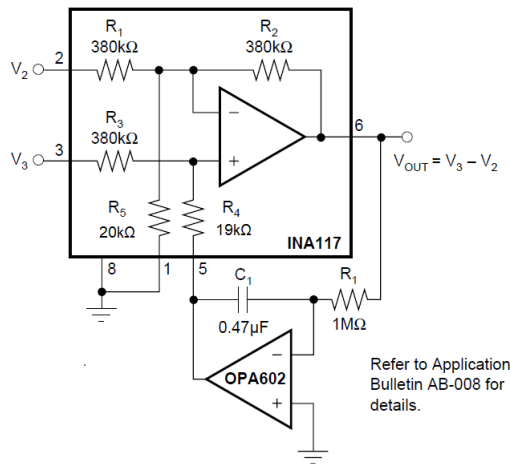 R1
380kΩ
R2
380kΩ
2
V2
R3
380kΩ
3
V3
−
+
6
VOUT = V3 – V2
R5
20kΩ
R4
19kΩ
INA117
8
1
5
C1
0.47µF
R1
1MΩ
−
OPA602
+
Refer to Application
Bulletin AB-008 for
details.